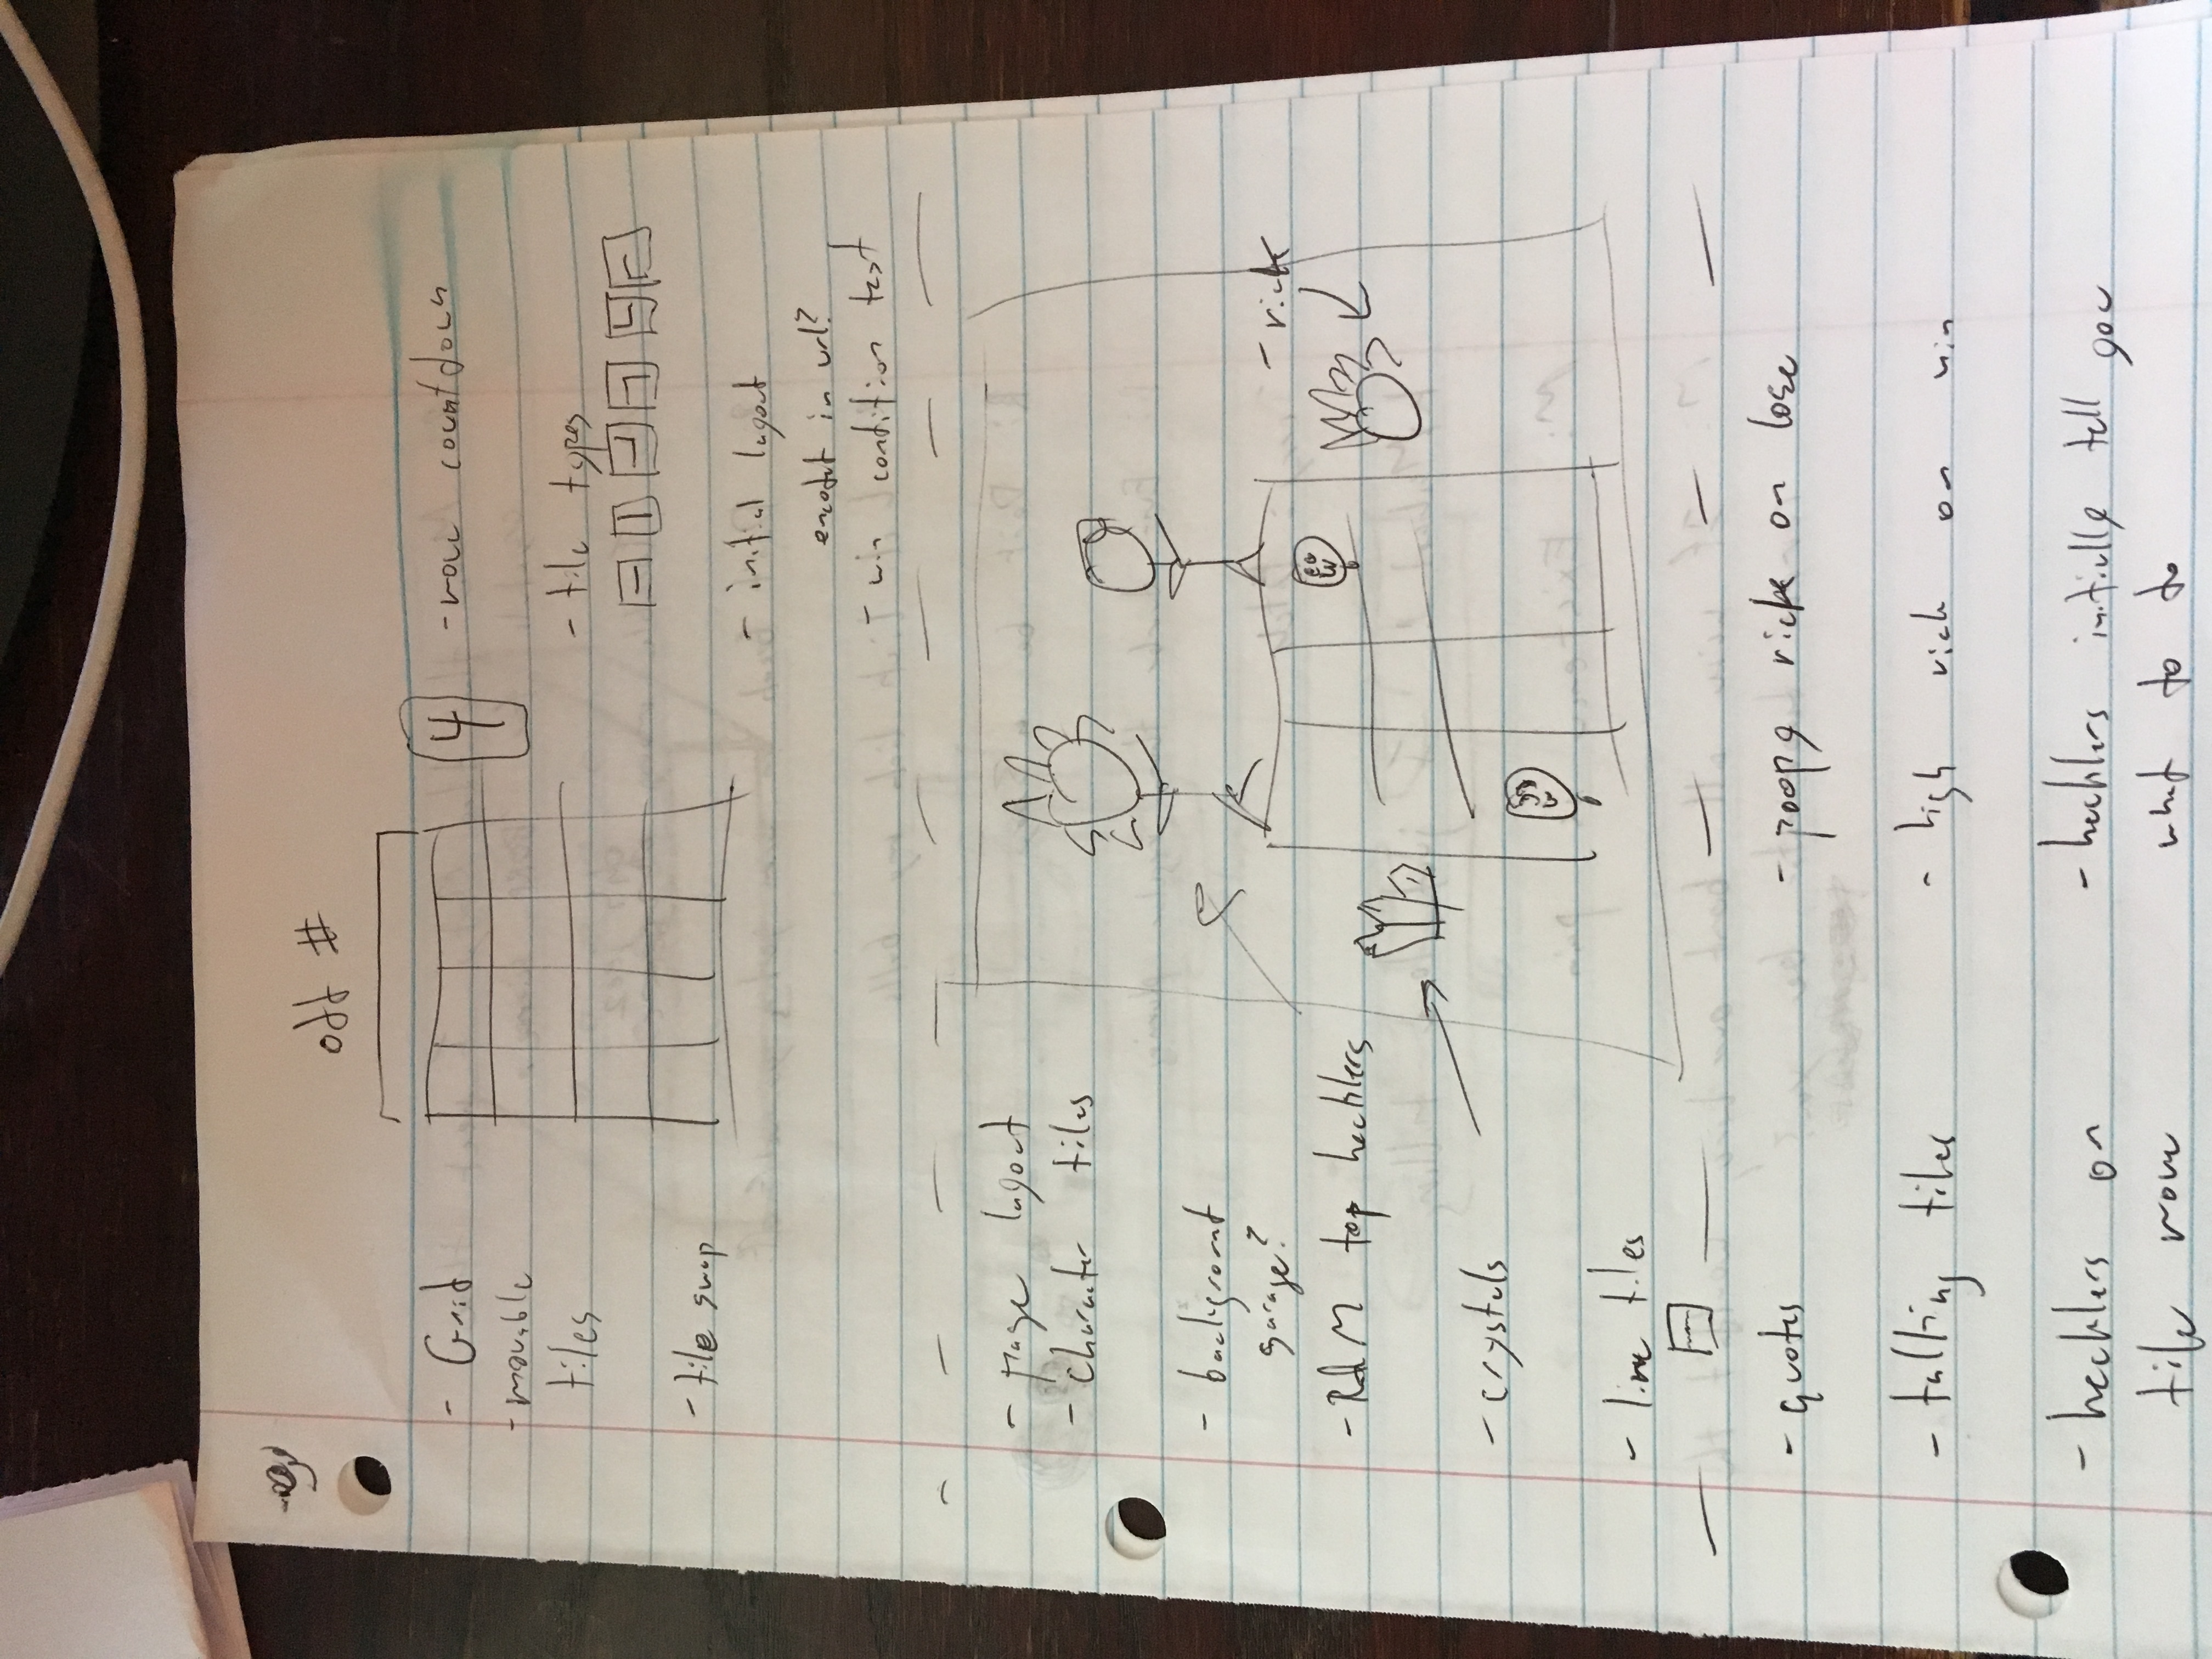 odd #
- Grid
4
- move countdown
- movable
tiles
- tile types
- tile swap
- initial layout
encoded in url?
- win condition test
- page layout
- character tiles
- background
garage?
- rick
- R&M top hecklers
- crystals
- line tiles
- quotes
- poopy rick on lose
- talking tiles
- high rick on win
- hecklers on
tile move
- hecklers initially tell you
what to do